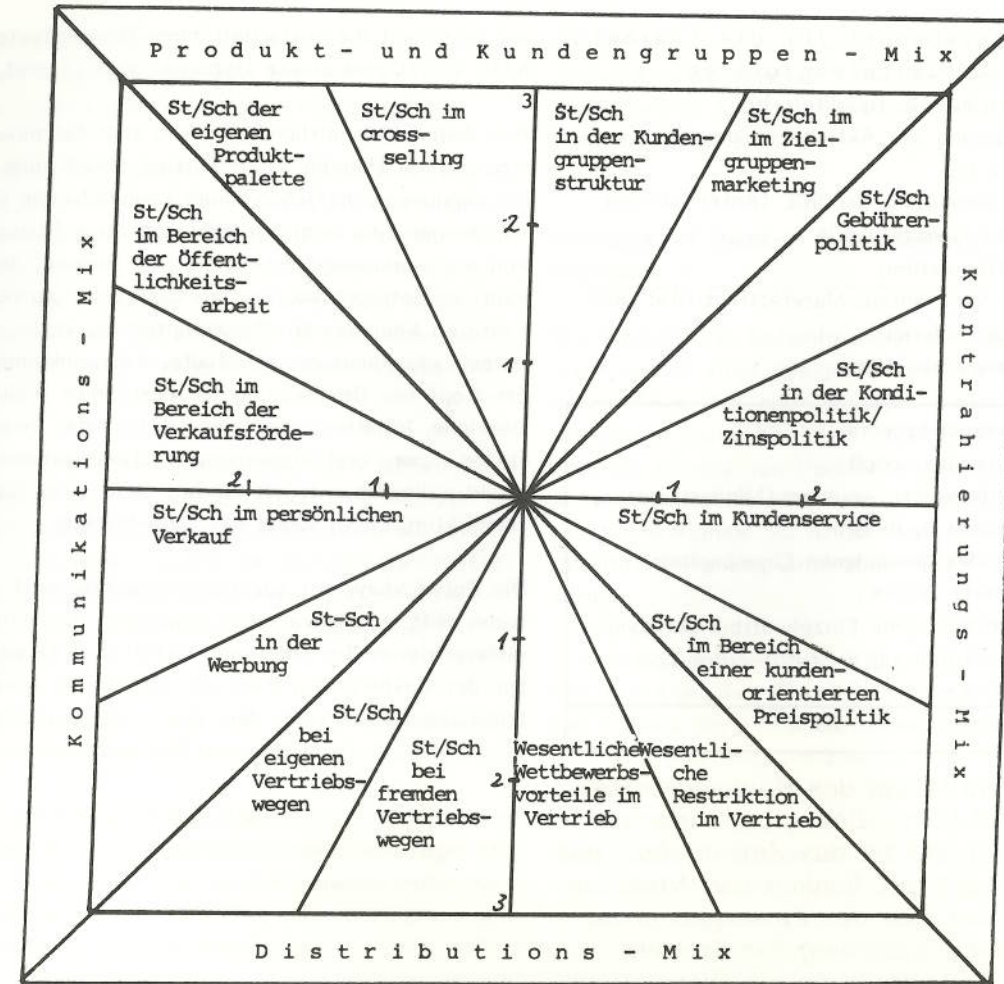 Produkt- und Kundengruppen - Mix
St/Sch der
eigenen
Produkt-
palette
St/Sch im
cross-
selling
3
St/Sch
in der Kunden-
gruppen-
struktur
St/Sch im
im Ziel-
gruppen-
marketing
St/Sch
Gebühren-
politik
St/Sch
im Bereich
der Öffent-
lichkeits-
arbeit
2
1
St/Sch im
Bereich der
Verkaufsförde-
rung
St/Sch
in der Kondi-
tionenpolitik/
Zinspolitik
2
1
1
2
St/Sch im persönlichen
Verkauf
St/Sch im Kundenservice
St-Sch
in der
Werbung
1
St/Sch
im Bereich
einer kunden-
orientierten
Preispolitik
St/Sch
bei
eigenen
Vertriebs-
wegen
St/Sch
bei
fremden
Vertriebs-
wegen
2
Wesentliche
Wettbewerbs-
vorteile im
Vertrieb
Wesentli-
che
Restriktion
im Vertrieb
3
Kommunikations-Mix
Kontrahierungs-Mix
Distributions - Mix